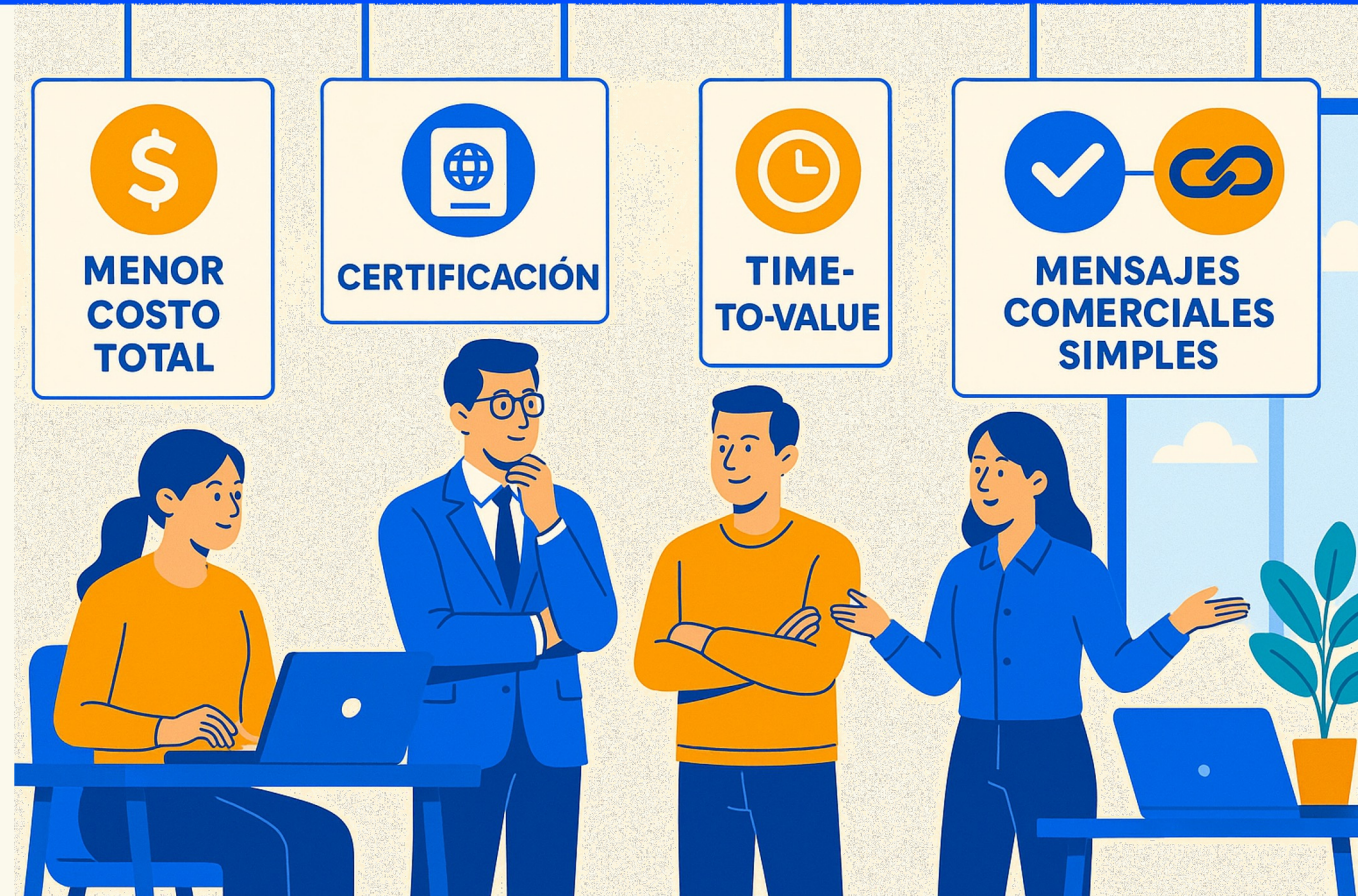 MENOR
COSTO
TOTAL
CERTIFICACIÓN
TIME-
TO-VALUE
MENSAJES
COMERCIALES
SIMPLES